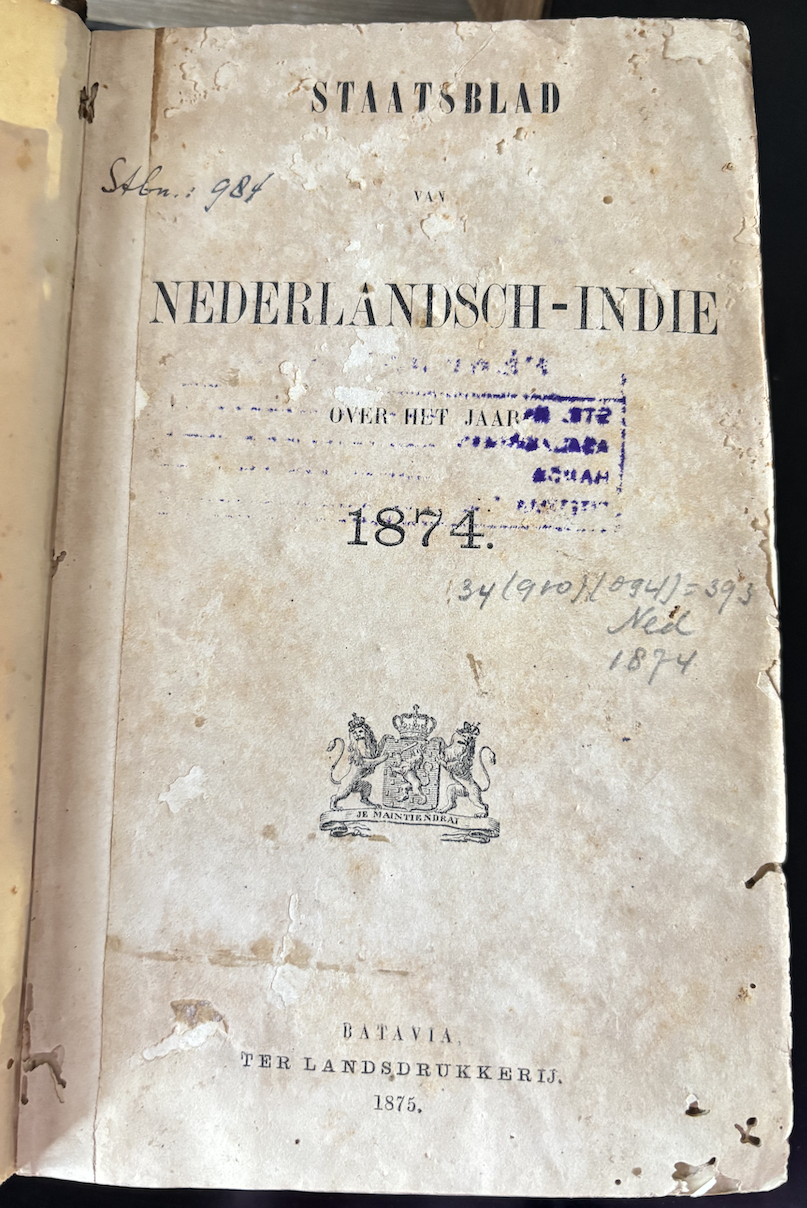 STAATSBLAD
Stbn.: 984
VAN
NEDERLANDSCH-INDIE
OVER HET JAAR
1874.
34(910)(094)=393
Ned
1874
JE MAINTIENDRAI
BATAVIA,
TER LANDSDRUKKERIJ.
1875.